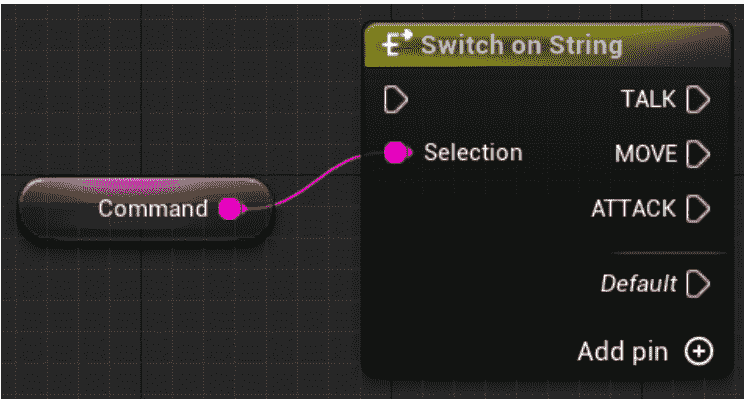 Switch on String
TALK
Selection
MOVE
Command
ATTACK
Default
Add pin